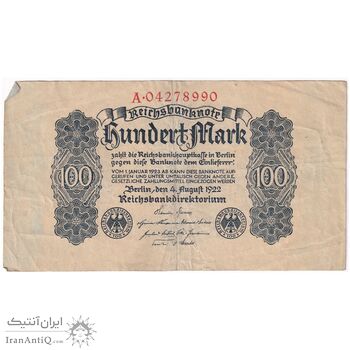 A·04278990
Reichsbanknote
Hundert Mark
zahlt die Reichsbankhauptkasse in Berlin
gegen diese Banknote dem Einlieferer.
VOM 1. JANUAR 1923 AB KANN DIESE BANKNOTE AUF-
GERUFEN UND UNTER UMTAUSCH GEGEN ANDERE
GESETZLICHE ZAHLUNGSMITTEL EINGEZOGEN WERDEN
Berlin, den 4. August 1922
Reichsbankdirektorium
100
100
ایران آنتیک
IranAntiQ.com